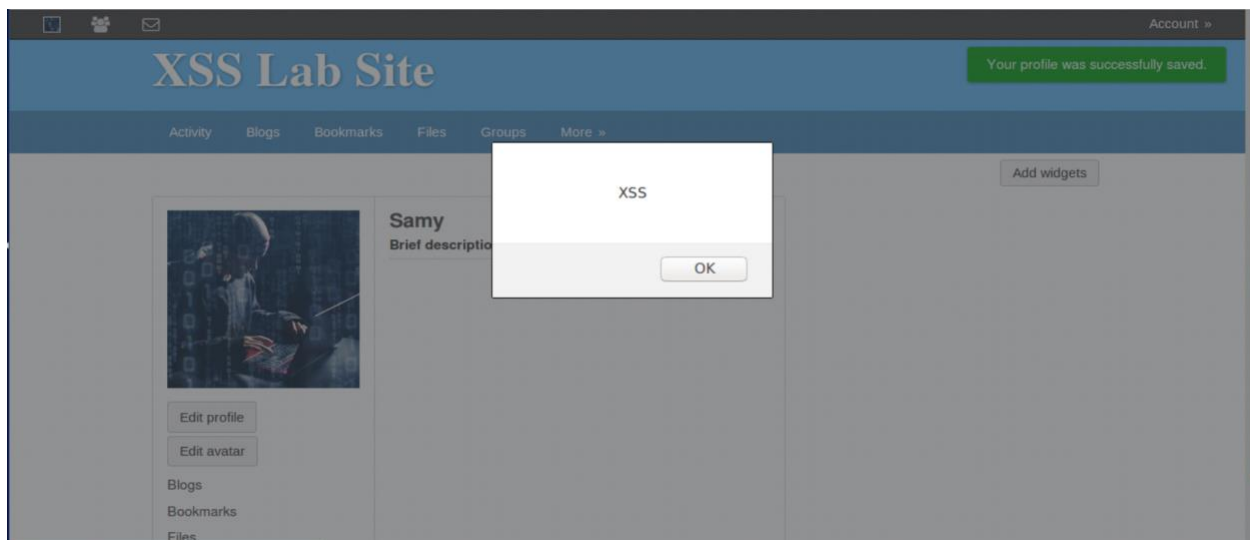 Account »
XSS Lab Site
Your profile was successfully saved.
Activity Blogs Bookmarks Files Groups More »
Add widgets
XSS
OK
Samy
Brief descriptio
Edit profile
Edit avatar
Blogs
Bookmarks
Files